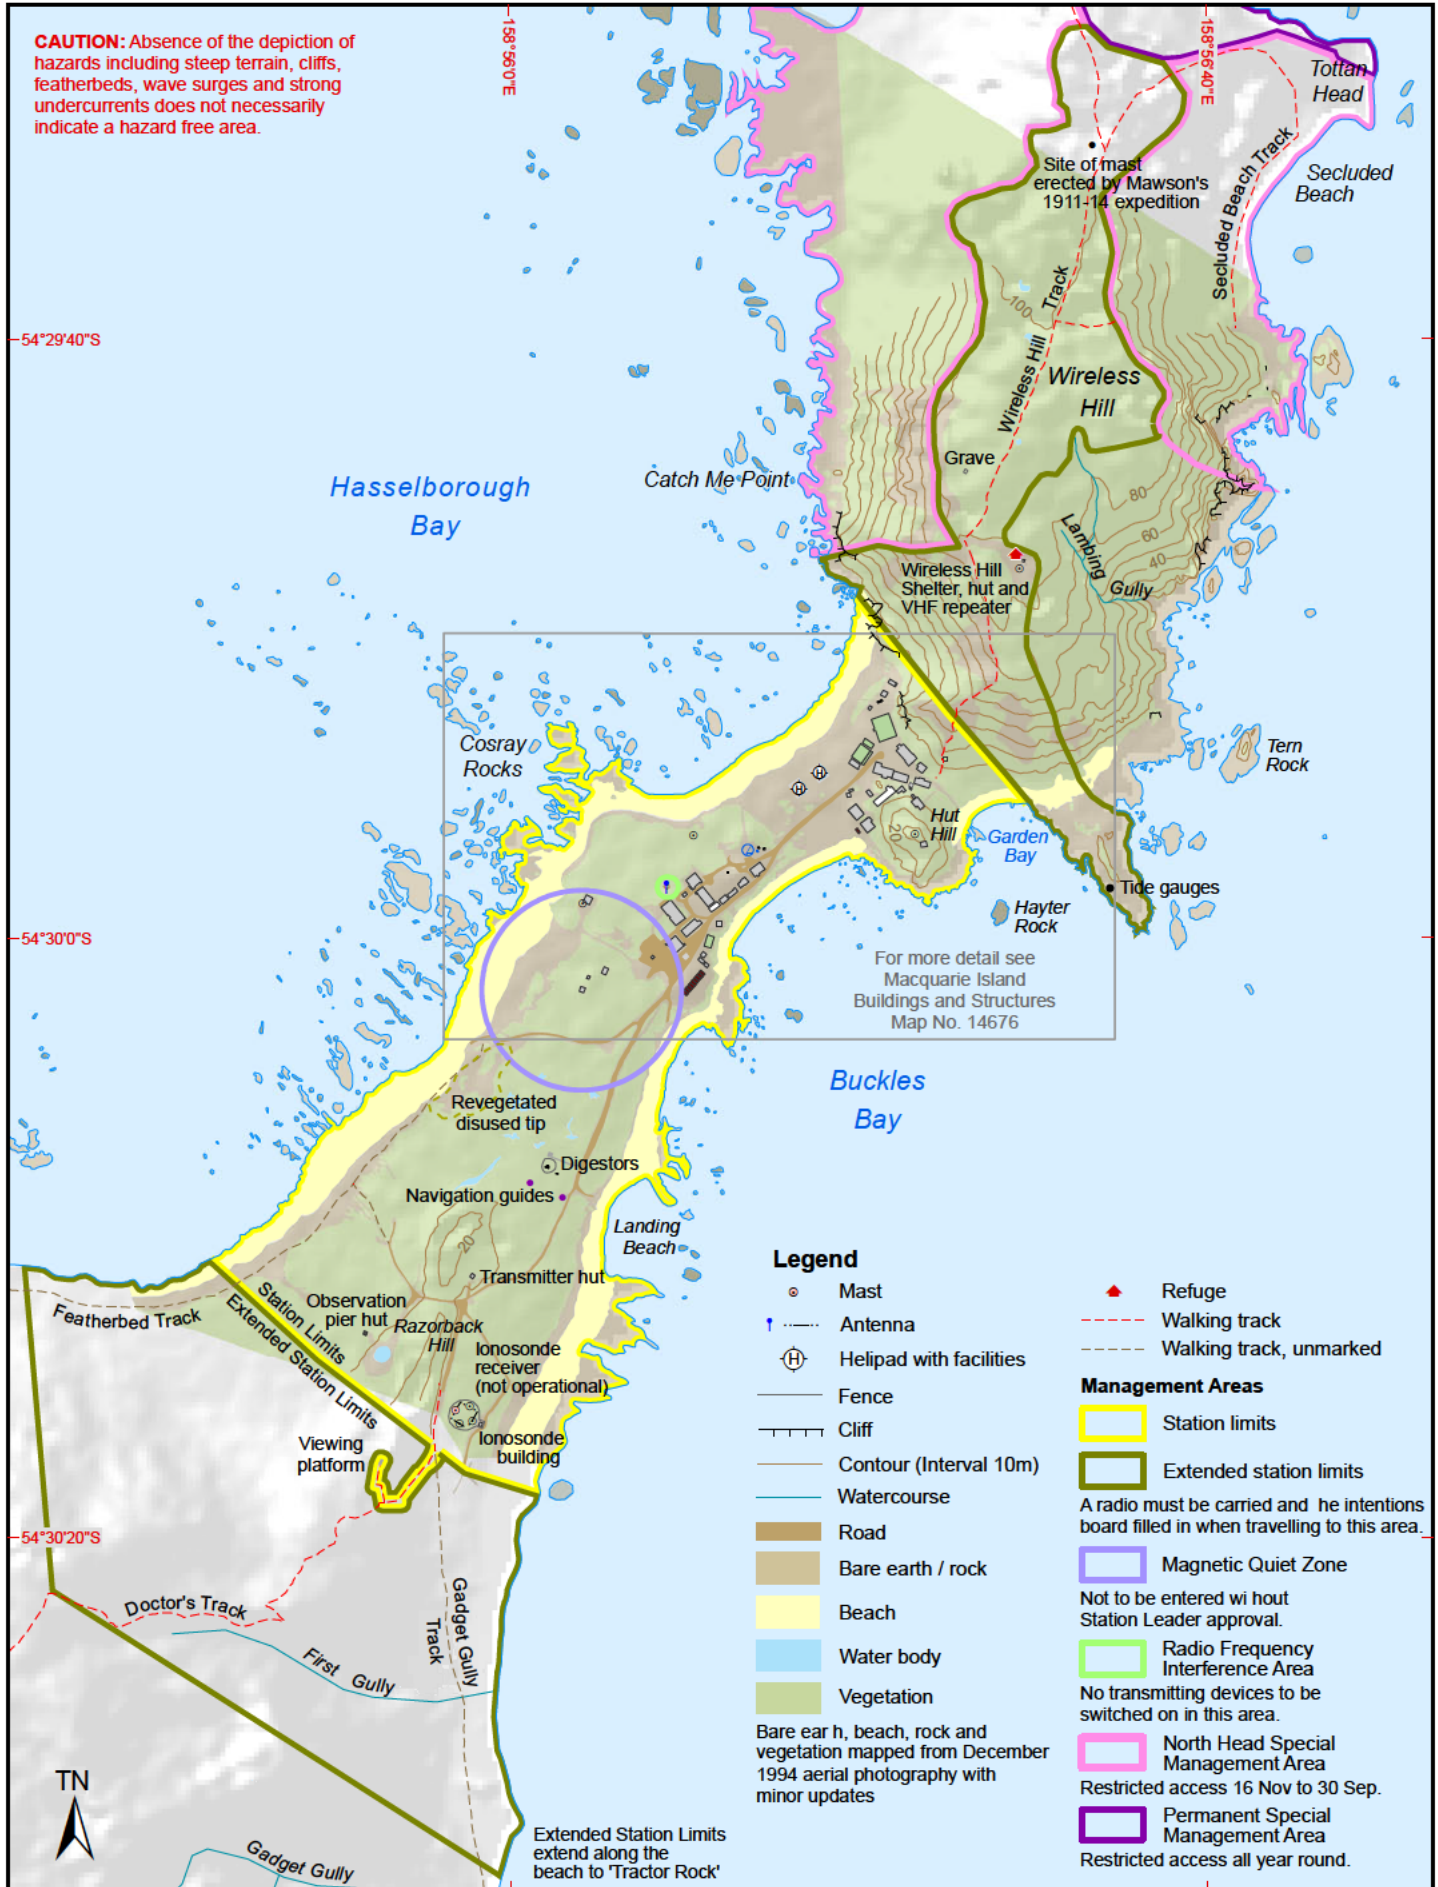 CAUTION: Absence of the depiction of
hazards including steep terrain, cliffs,
featherbeds, wave surges and strong
undercurrents does not necessarily
indicate a hazard free area.
158°56'0"E
158°56'40"E
Tottan
Head
Site of mast
erected by Mawson's
1911-14 expedition
Secluded Beach Track
Secluded
Beach
54°29'40"S
100
Wireless Hill Track
Wireless
Hill
Grave
Catch Me Point
Hasselborough
Bay
80
60
40
Lambing
Gully
Wireless Hill
Shelter, hut and
VHF repeater
Cosray
Rocks
Tern
Rock
H
H
20
Hut
Hill
Garden
Bay
Tide gauges
Hayter
Rock
54°30'0"S
For more detail see
Macquarie Island
Buildings and Structures
Map No. 14676
Buckles
Bay
Revegetated
disused tip
Digestors
Navigation guides
Landing
Beach
20
Transmitter hut
Featherbed Track
Station Limits
Extended Station Limits
Observation
pier hut
Razorback
Hill
Ionosonde
receiver
(not operational)
Ionosonde
building
Viewing
platform
54°30'20"S
Doctor's Track
Gadget Gully
Track
First Gully
TN
Gadget Gully
Extended Station Limits
extend along the
beach to 'Tractor Rock'
Legend
Mast
Antenna
H
Helipad with facilities
Fence
Cliff
Contour (Interval 10m)
Watercourse
Road
Bare earth / rock
Beach
Water body
Vegetation
Bare ear h, beach, rock and
vegetation mapped from December
1994 aerial photography with
minor updates
Refuge
Walking track
Walking track, unmarked
Management Areas
Station limits
Extended station limits
A radio must be carried and he intentions
board filled in when travelling to this area.
Magnetic Quiet Zone
Not to be entered wi hout
Station Leader approval.
Radio Frequency
Interference Area
No transmitting devices to be
switched on in this area.
North Head Special
Management Area
Restricted access 16 Nov to 30 Sep.
Permanent Special
Management Area
Restricted access all year round.